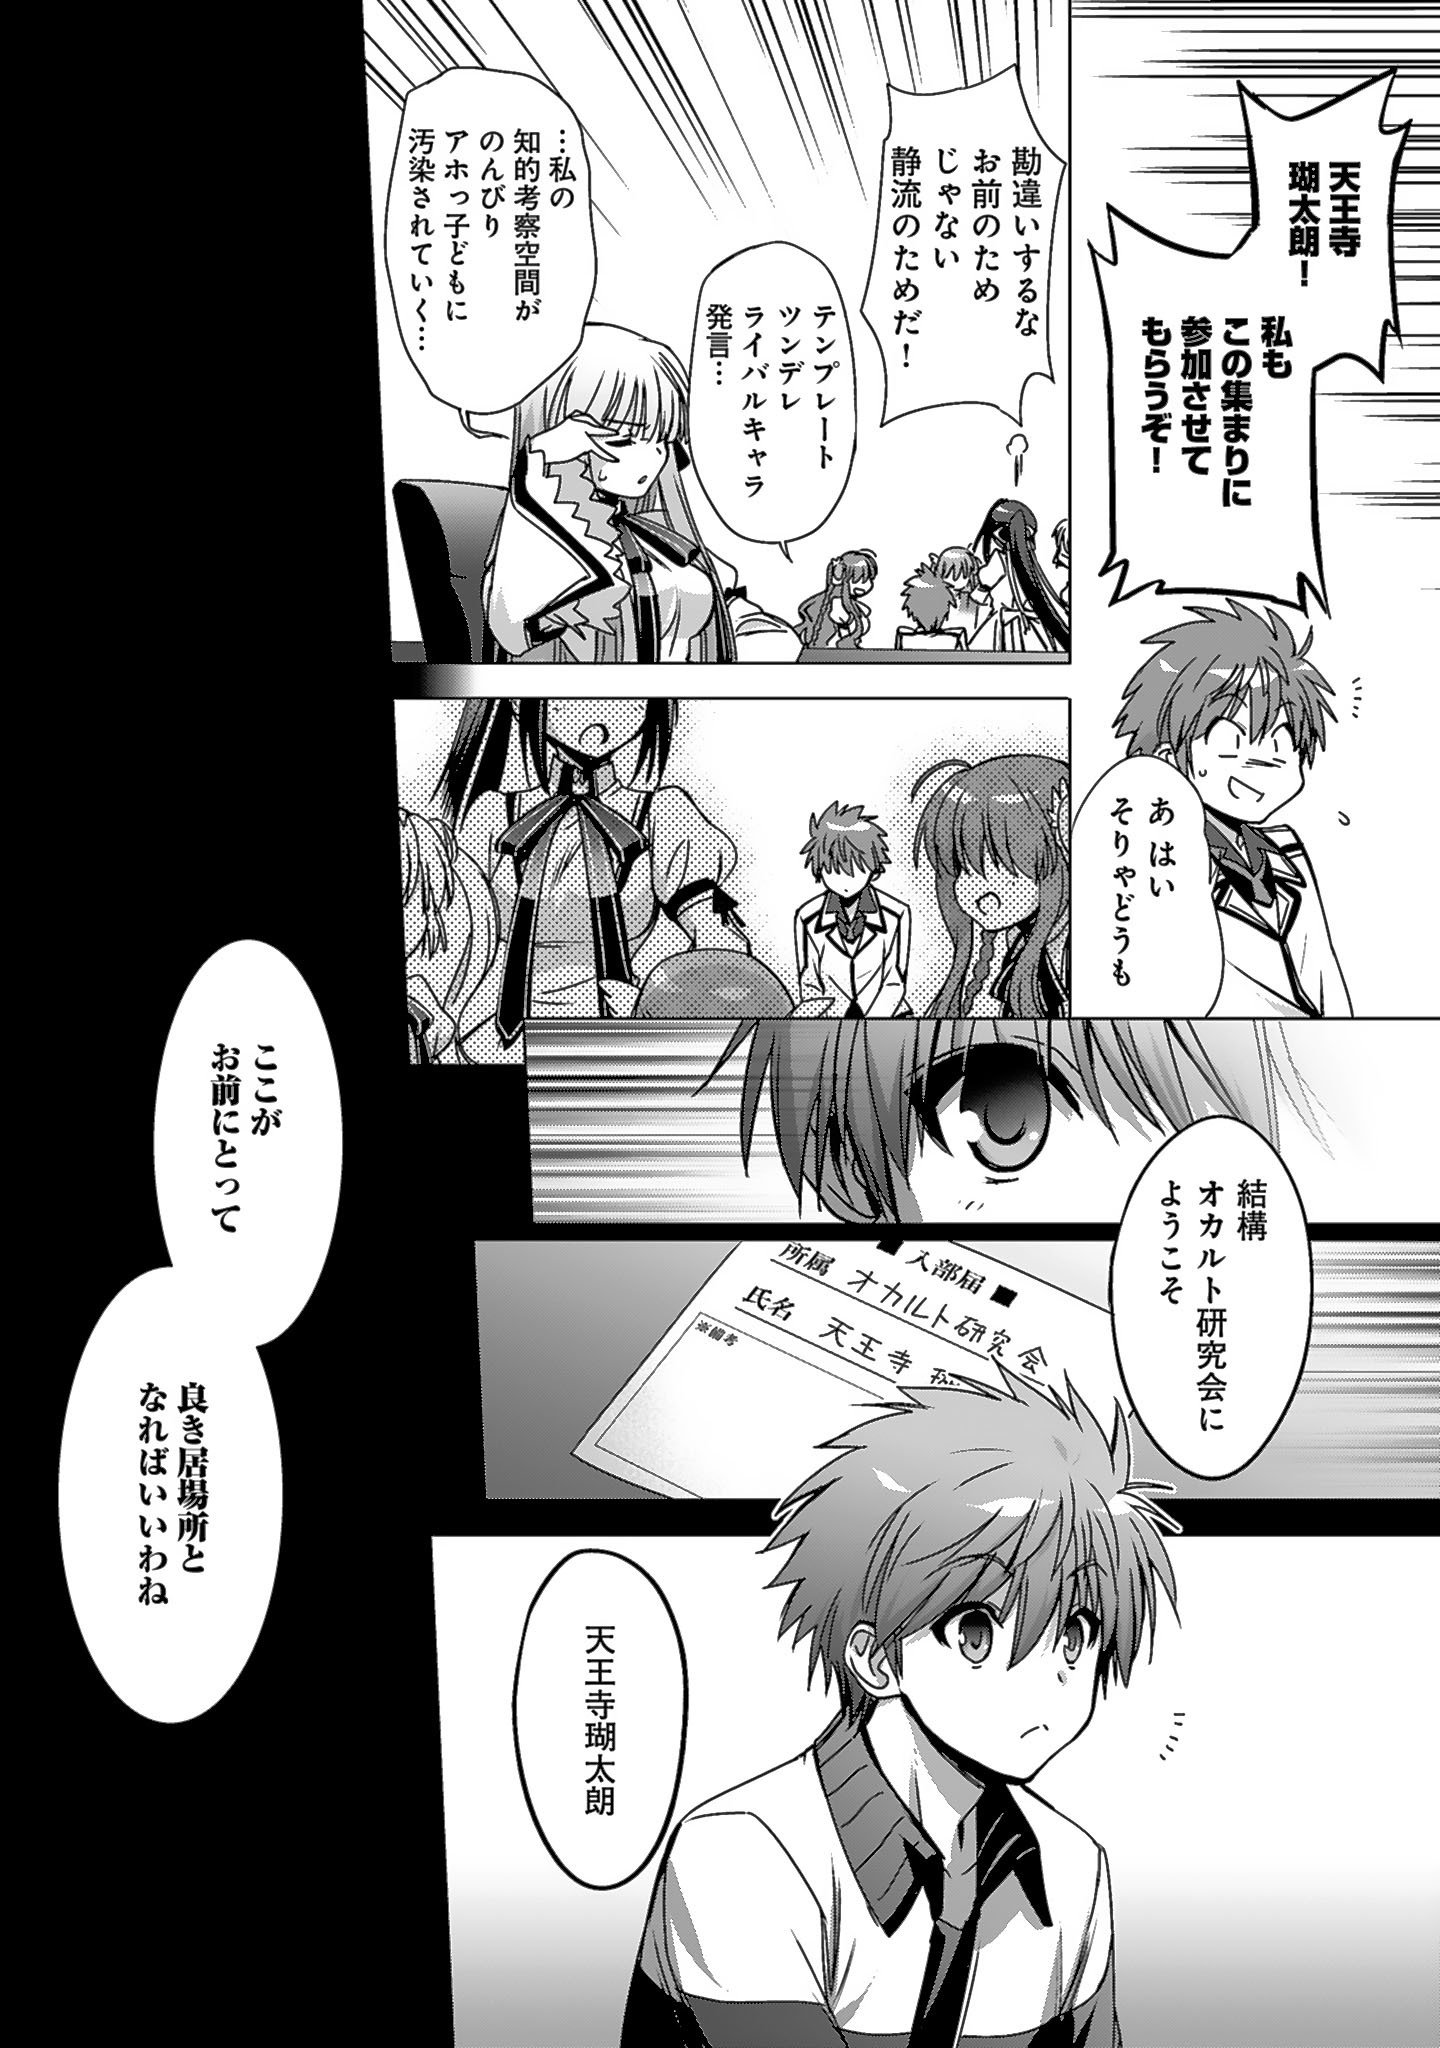 天王寺
瑚太朗！
私も
この集まりに
参加させて
もらうぞ！
あ はい
そりゃどうも
勘違いするな
お前のため
じゃない
静流のためだ！
テンプレート
ツンデレ
ライバルキャラ
発言…
…私の
知的考察空間が
のんびり
アホっ子どもに
汚染されていく…
結構
オカルト研究会に
ようこそ
■入部届■
所属 オカルト研究会
氏名 天王寺
※備考
天王寺瑚太朗
ここが
お前にとって
良き居場所と
なればいいわね